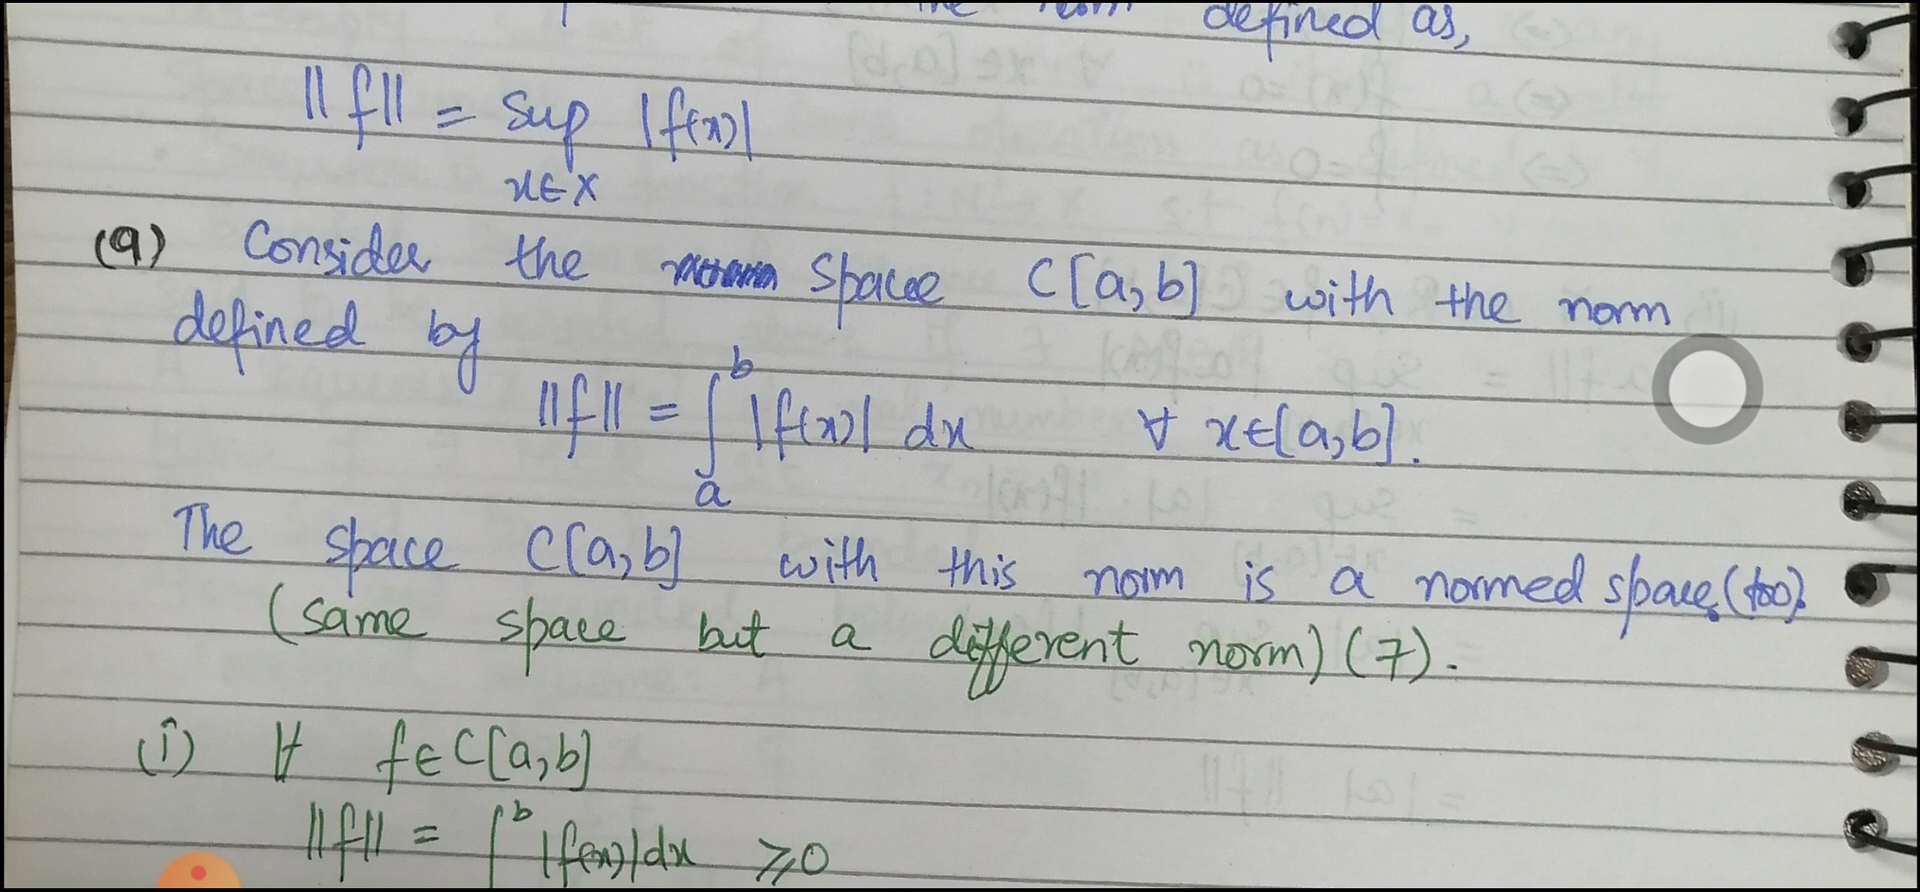 defined as,
||f|| = Sup |f(x)|
x∈X
(9) Consider the space C[a,b] with the norm
defined by
||f|| = ∫_a^b |f(x)| dx ∀ x∈[a,b].
The space C[a,b] with this norm is a normed space (too).
(same space but a different norm) (7).
(i) ∀ f∈C[a,b]
||f|| = ∫^b |f(x)|dx ≥0